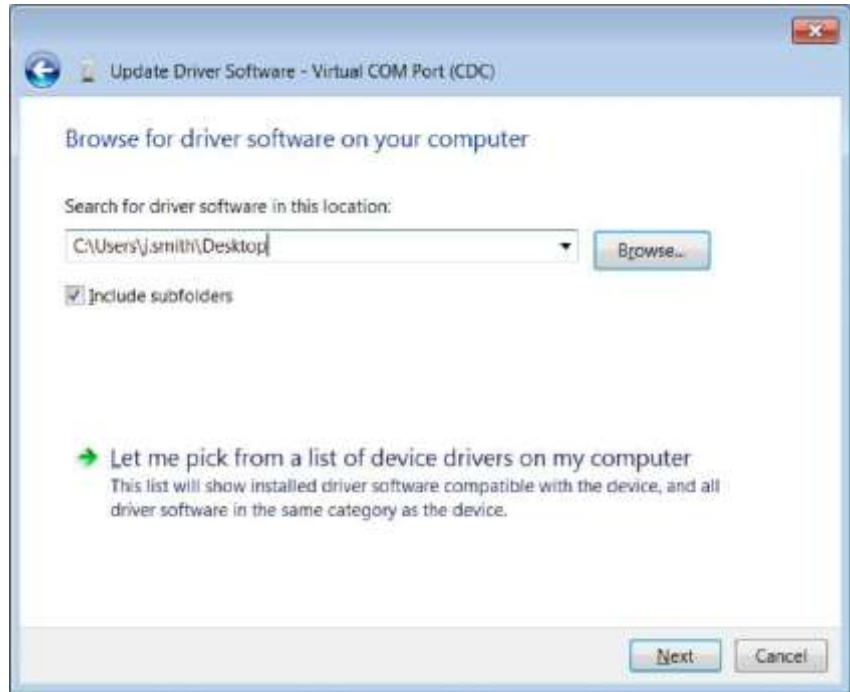 Update Driver Software - Virtual COM Port (CDC)
Browse for driver software on your computer
Search for driver software in this location:
C:\Users\j.smith\Desktop
Browse...
Include subfolders
Let me pick from a list of device drivers on my computer
This list will show installed driver software compatible with the device, and all
driver software in the same category as the device.
Next
Cancel